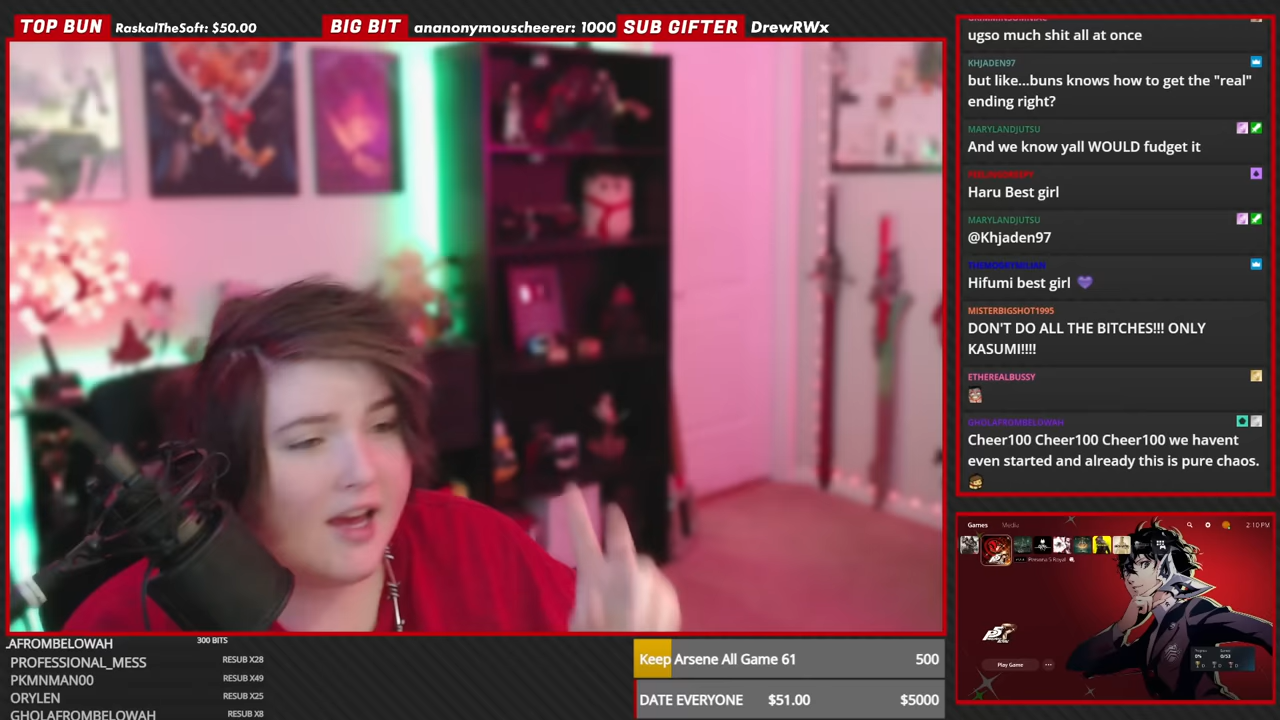 TOP BUN RaskalTheSoft: $50.00 BIG BIT ananonymouscheerer: 1000 SUB GIFTER DrewRWx
ugso much shit all at once
KHJADEN97
but like...buns knows how to get the "real"
ending right?
MARYLANDJUTSU
And we know yall WOULD fudget it
Haru Best girl
MARYLANDJUTSU
@Khjaden97
Hifumi best girl 💜
MISTERBIGSHOT1995
DON'T DO ALL THE BITCHES!!! ONLY
KASUMI!!!!
ETHEREALBUSSY
GHOLAFROMBELOWAH
Cheer100 Cheer100 Cheer100 we havent
even started and already this is pure chaos.
Games Media 2:10 PM
Persona 5 Royal
Play Game
.AFROMBELOWAH 300 BITS
PROFESSIONAL_MESS RESUB X28
PKMNMAN00 RESUB X49
ORYLEN RESUB X25
GHOLAFROMBELOWAH RESUB X8
Keep Arsene All Game 61 500
DATE EVERYONE $51.00 $5000